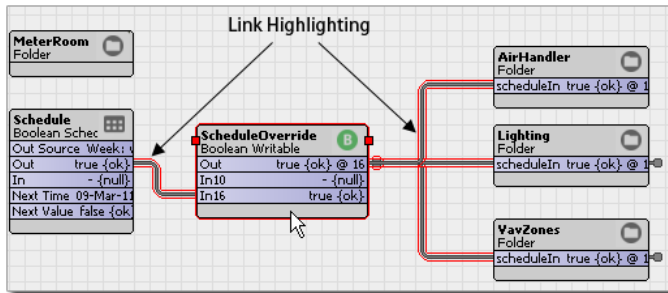 Link Highlighting
MeterRoom
Folder
Schedule
Boolean Schec
Out Source Week:
Out true {ok}
In - {null}
Next Time 09-Mar-11
Next Value false {ok
ScheduleOverride
B
Boolean Writable
Out true {ok} @ 16
In10 - {null}
In16 true {ok}
AirHandler
Folder
scheduleIn true {ok} @ 1
Lighting
Folder
scheduleIn true {ok} @ 1
VavZones
Folder
scheduleIn true {ok} @ 1